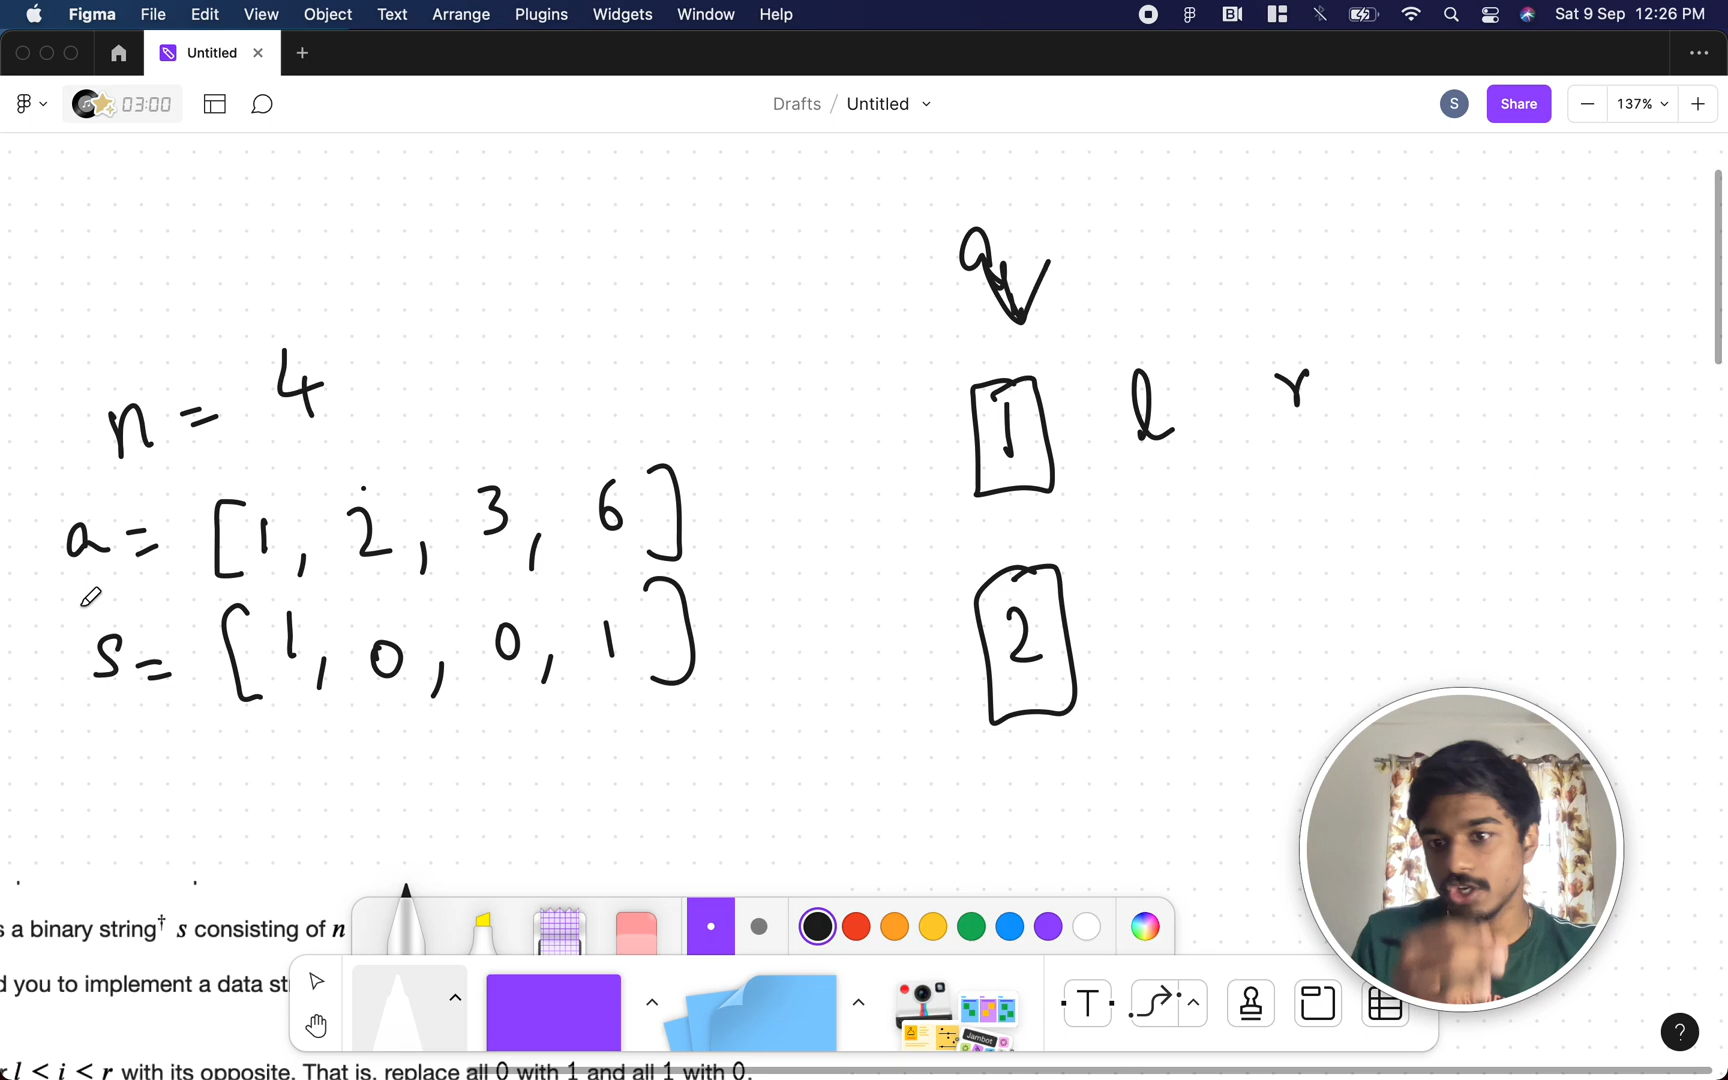 Figma File Edit View Object Text Arrange Plugins Widgets Window Help Sat 9 Sep 12:26 PM
Untitled
03:00 Drafts / Untitled S Share 137%
n = 4
a = [1, 2, 3, 6]
s = [1, 0, 0, 1]
1 l r
2
s a binary string† s consisting of n
d you to implement a data st
T
Jambot
?
r l < i < r with its opposite. That is, replace all 0 with 1 and all 1 with 0.